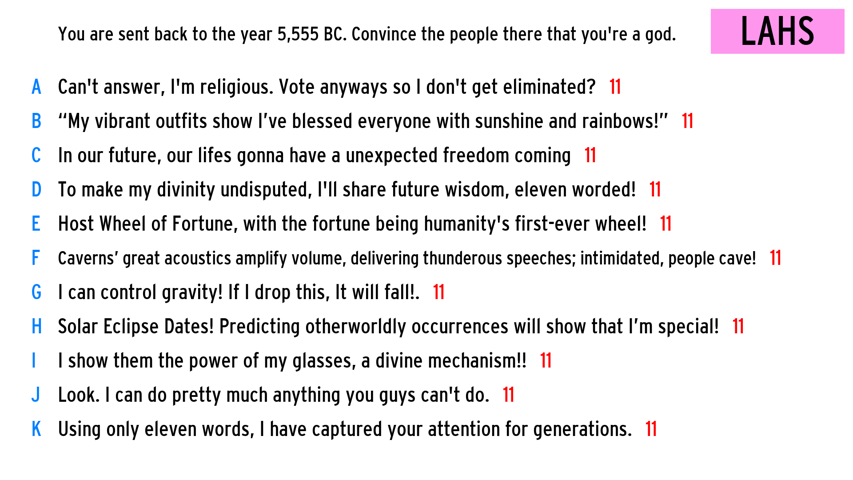 You are sent back to the year 5,555 BC. Convince the people there that you're a god.
LAHS
A Can't answer, I'm religious. Vote anyways so I don't get eliminated? 11
B “My vibrant outfits show I’ve blessed everyone with sunshine and rainbows!” 11
C In our future, our lifes gonna have a unexpected freedom coming 11
D To make my divinity undisputed, I'll share future wisdom, eleven worded! 11
E Host Wheel of Fortune, with the fortune being humanity's first-ever wheel! 11
F Caverns’ great acoustics amplify volume, delivering thunderous speeches; intimidated, people cave! 11
G I can control gravity! If I drop this, It will fall!. 11
H Solar Eclipse Dates! Predicting otherworldly occurrences will show that I’m special! 11
I I show them the power of my glasses, a divine mechanism!! 11
J Look. I can do pretty much anything you guys can't do. 11
K Using only eleven words, I have captured your attention for generations. 11